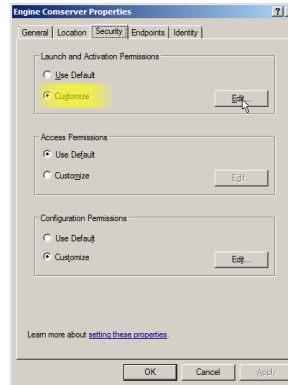 Engine Comserver Properties
General Location Security Endpoints Identity
Launch and Activation Permissions
Use Default
Customize
Edit...
Access Permissions
Use Default
Customize
Edit...
Configuration Permissions
Use Default
Customize
Edit...
Learn more about setting these properties.
OK Cancel Apply